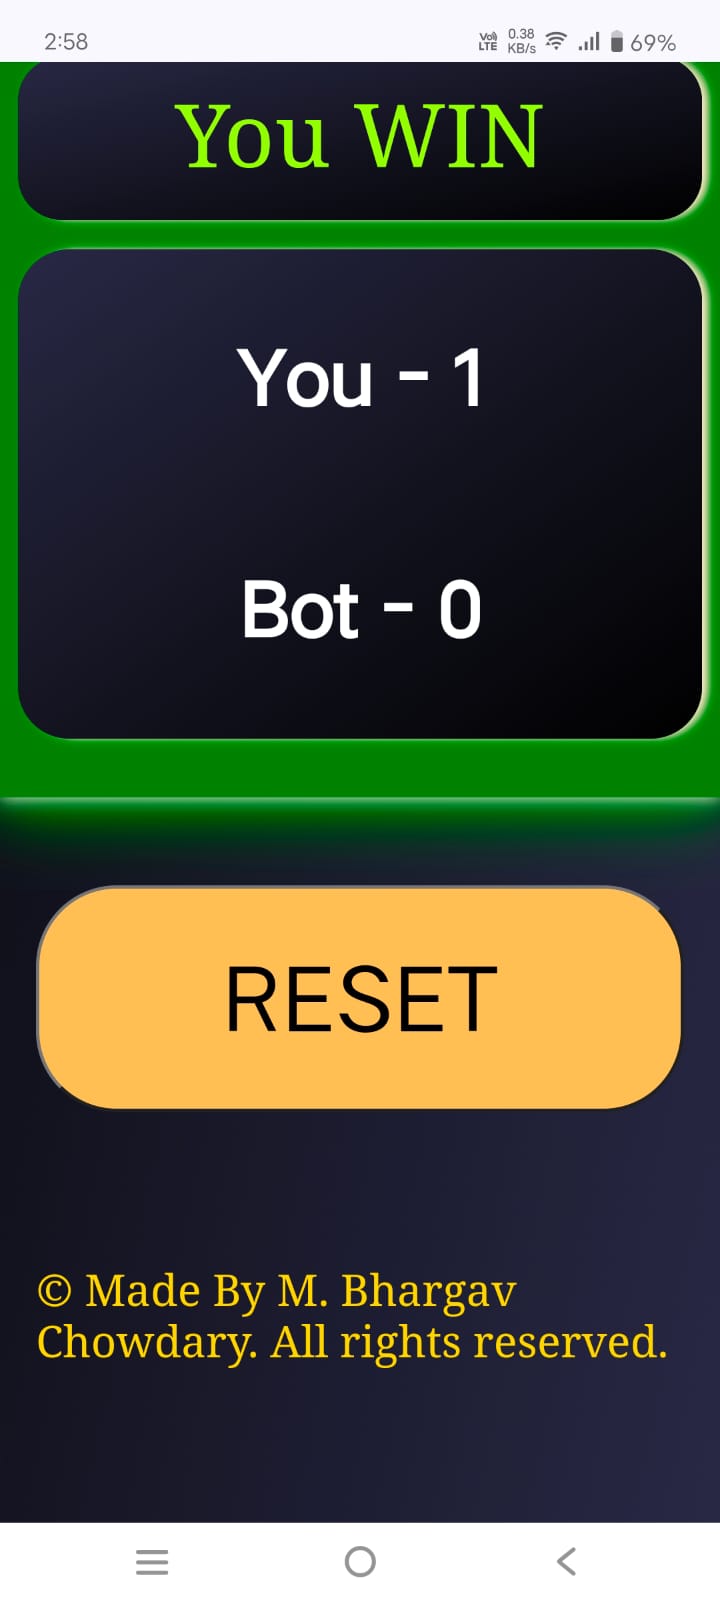 2:58 Voll LTE 0.38 KB/s 69%
You WIN
You - 1
Bot - 0
RESET
© Made By M. Bhargav
Chowdary. All rights reserved.